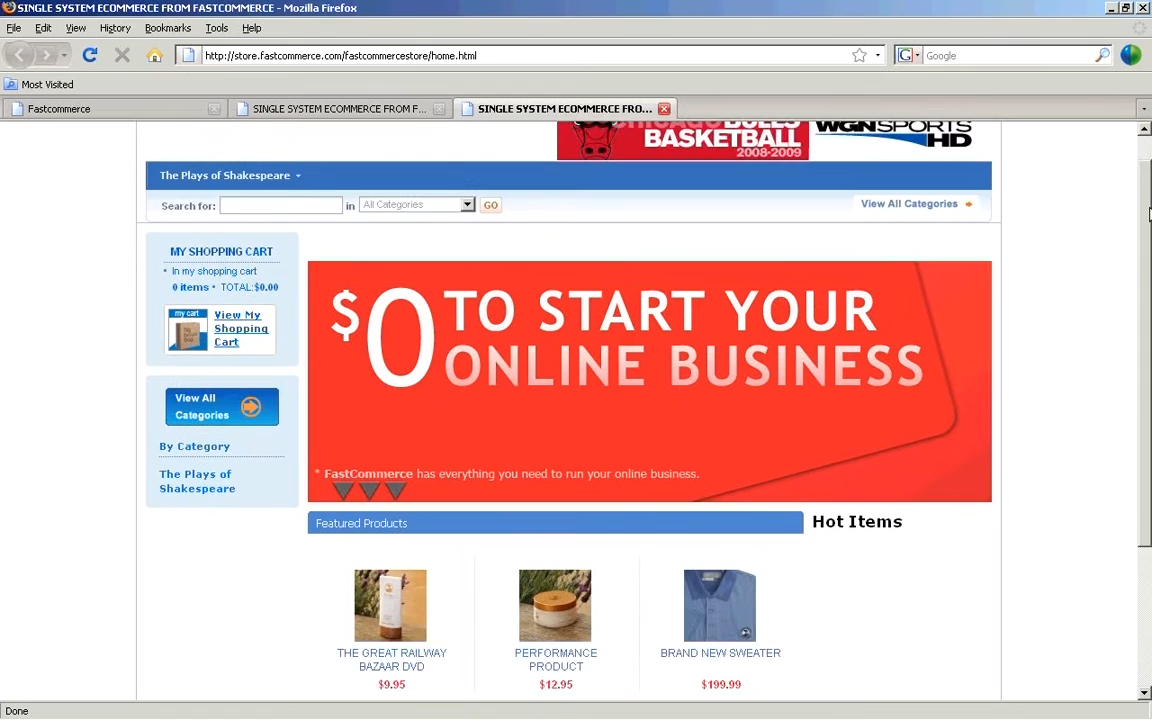 SINGLE SYSTEM ECOMMERCE FROM FASTCOMMERCE - Mozilla Firefox
File Edit View History Bookmarks Tools Help
http://store.fastcommerce.com/fastcommercestore/home.html
G Google
Most Visited
Fastcommerce
SINGLE SYSTEM ECOMMERCE FROM F...
SINGLE SYSTEM ECOMMERCE FRO...
CHICAGO BULLS
BASKETBALL
2008-2009
WGNSPORTS
HD
The Plays of Shakespeare
Search for: in All Categories GO
View All Categories
MY SHOPPING CART
In my shopping cart
0 items • TOTAL:$0.00
my cart
View My
Shopping
Cart
View All
Categories
By Category
The Plays of
Shakespeare
$0 TO START YOUR
ONLINE BUSINESS
* FastCommerce has everything you need to run your online business.
Featured Products
Hot Items
THE GREAT RAILWAY
BAZAAR DVD
$9.95
PERFORMANCE
PRODUCT
$12.95
BRAND NEW SWEATER
$199.99
Done